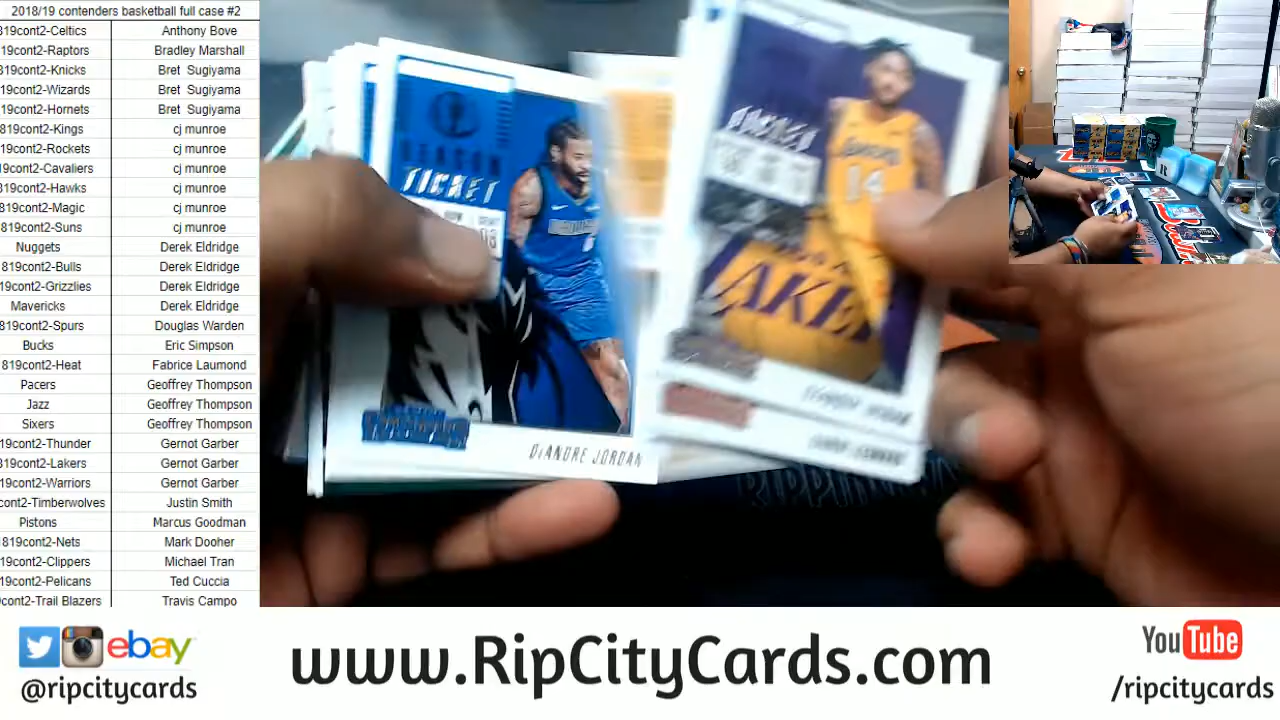 2018/19 contenders basketball full case #2
819cont2-Celtics Anthony Bove
819cont2-Raptors Bradley Marshall
19cont2-Knicks Bret Sugiyama
19cont2-Wizards Bret Sugiyama
19cont2-Hornets Bret Sugiyama
819cont2-Kings cj munroe
19cont2-Rockets cj munroe
9cont2-Cavaliers cj munroe
819cont2-Hawks cj munroe
819cont2-Magic cj munroe
819cont2-Suns cj munroe
Nuggets Derek Eldridge
819cont2-Bulls Derek Eldridge
19cont2-Grizzlies Derek Eldridge
Mavericks Derek Eldridge
819cont2-Spurs Douglas Warden
Bucks Eric Simpson
819cont2-Heat Fabrice Laumond
Pacers Geoffrey Thompson
Jazz Geoffrey Thompson
Sixers Geoffrey Thompson
19cont2-Thunder Gernot Garber
819cont2-Lakers Gernot Garber
19cont2-Warriors Gernot Garber
cont2-Timberwolves Justin Smith
Pistons Marcus Goodman
819cont2-Nets Mark Dooher
19cont2-Clippers Michael Tran
19cont2-Pelicans Ted Cuccia
cont2-Trail Blazers Travis Campo
SEASON
TICKET
DeANDRE JORDAN
TICKET
14
LAKERS
ebay
@ripcitycards
www.RipCityCards.com
YouTube
/ripcitycards